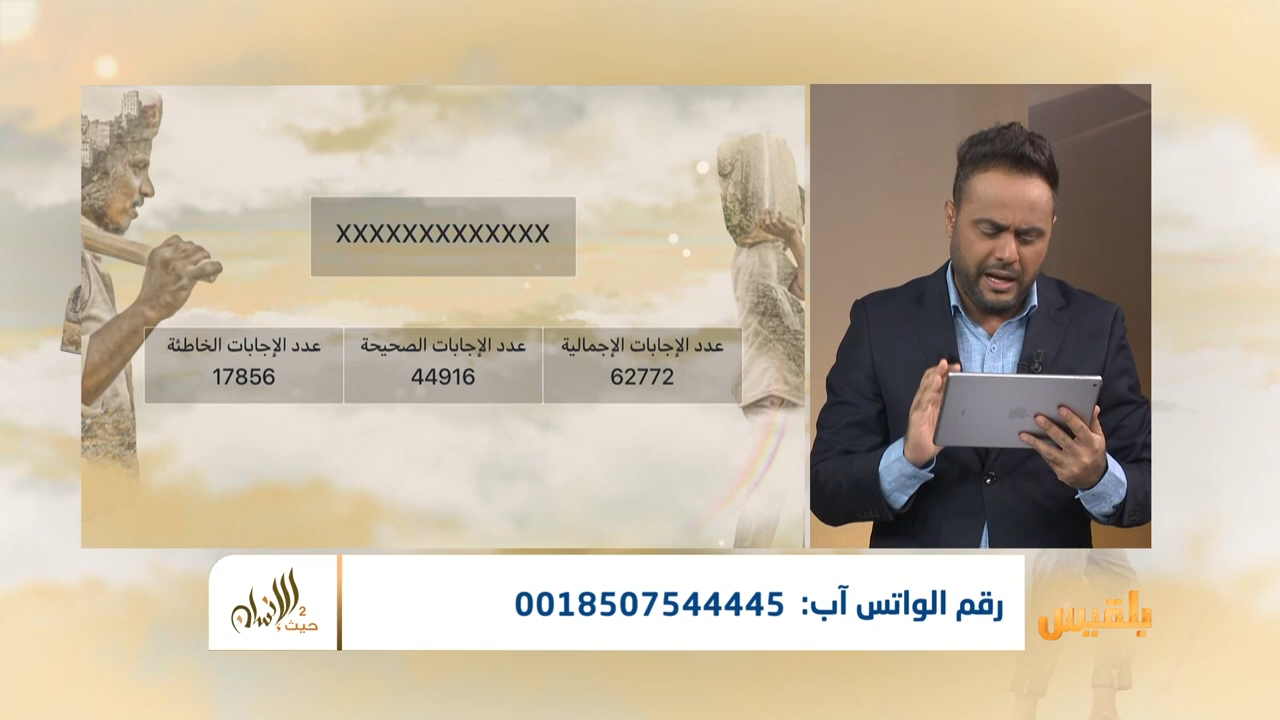 XXXXXXXXXXXXX
عدد الإجابات الإجمالية
62772
عدد الإجابات الصحيحة
44916
عدد الإجابات الخاطئة
17856
رقم الواتس آب: 0018507544445
حيث الإنسان 2
بلقيس